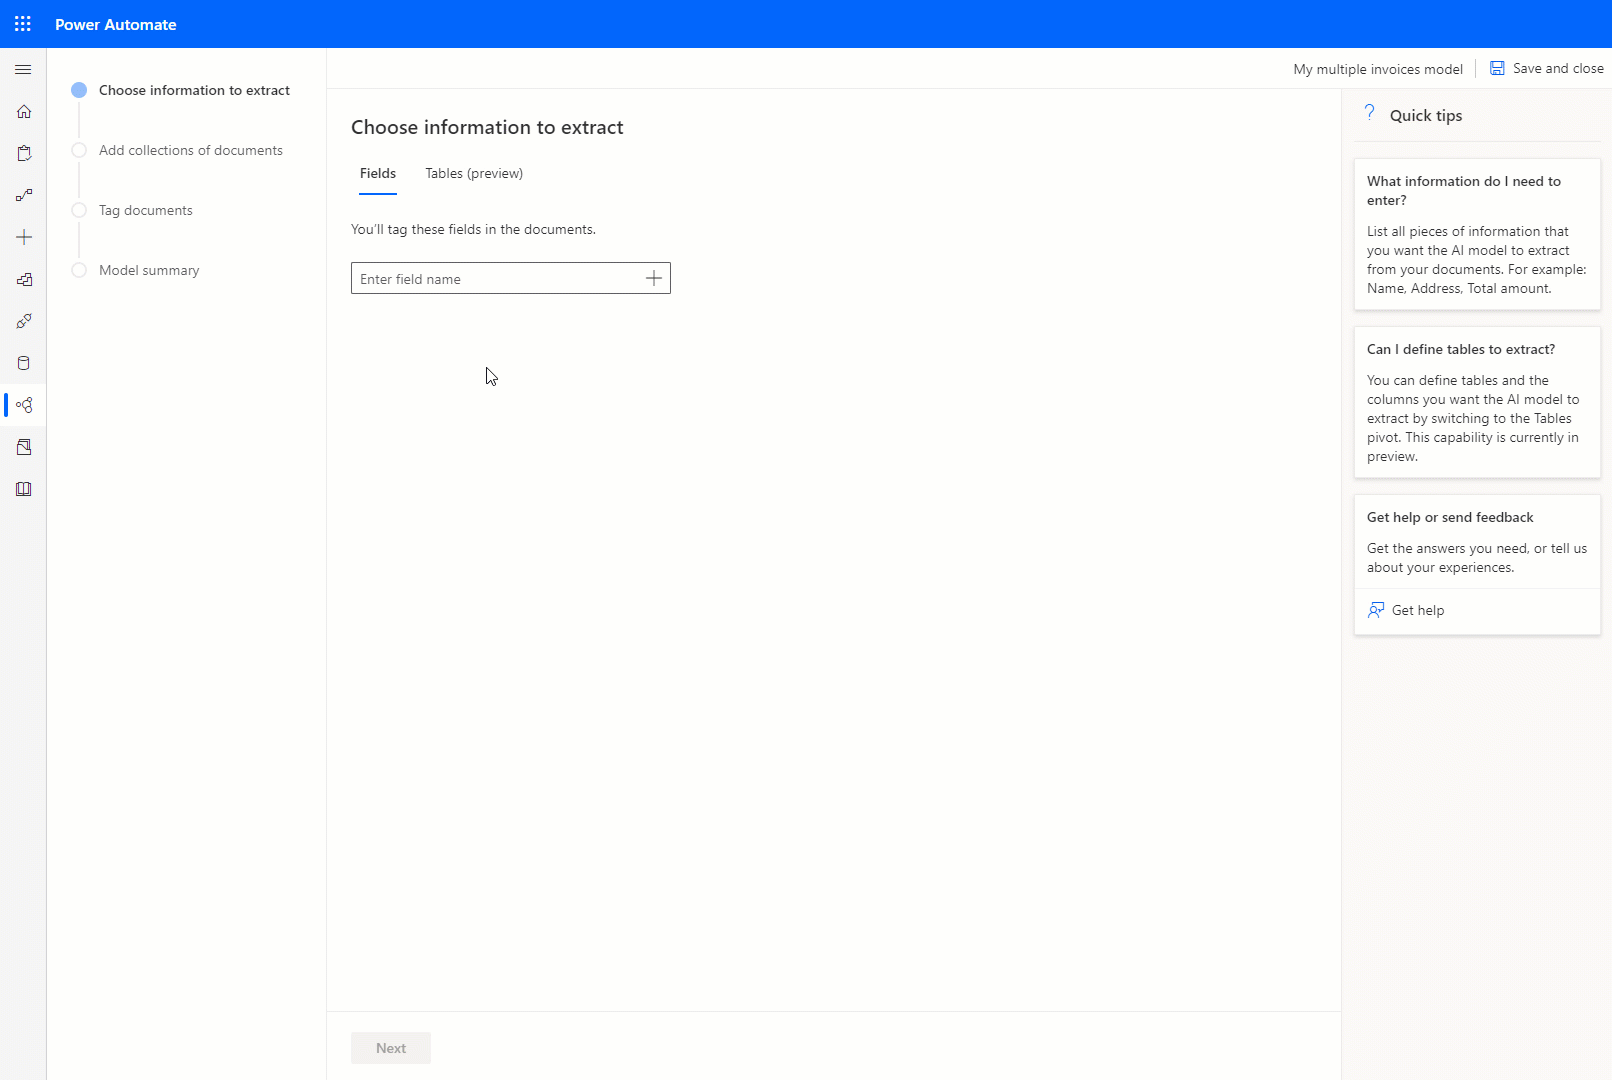 Power Automate
My multiple invoices model
Save and close
Choose information to extract
Add collections of documents
Tag documents
Model summary
Choose information to extract
Fields
Tables (preview)
You'll tag these fields in the documents.
Enter field name
Next
? Quick tips
What information do I need to
enter?
List all pieces of information that
you want the AI model to extract
from your documents. For example:
Name, Address, Total amount.
Can I define tables to extract?
You can define tables and the
columns you want the AI model to
extract by switching to the Tables
pivot. This capability is currently in
preview.
Get help or send feedback
Get the answers you need, or tell us
about your experiences.
Get help